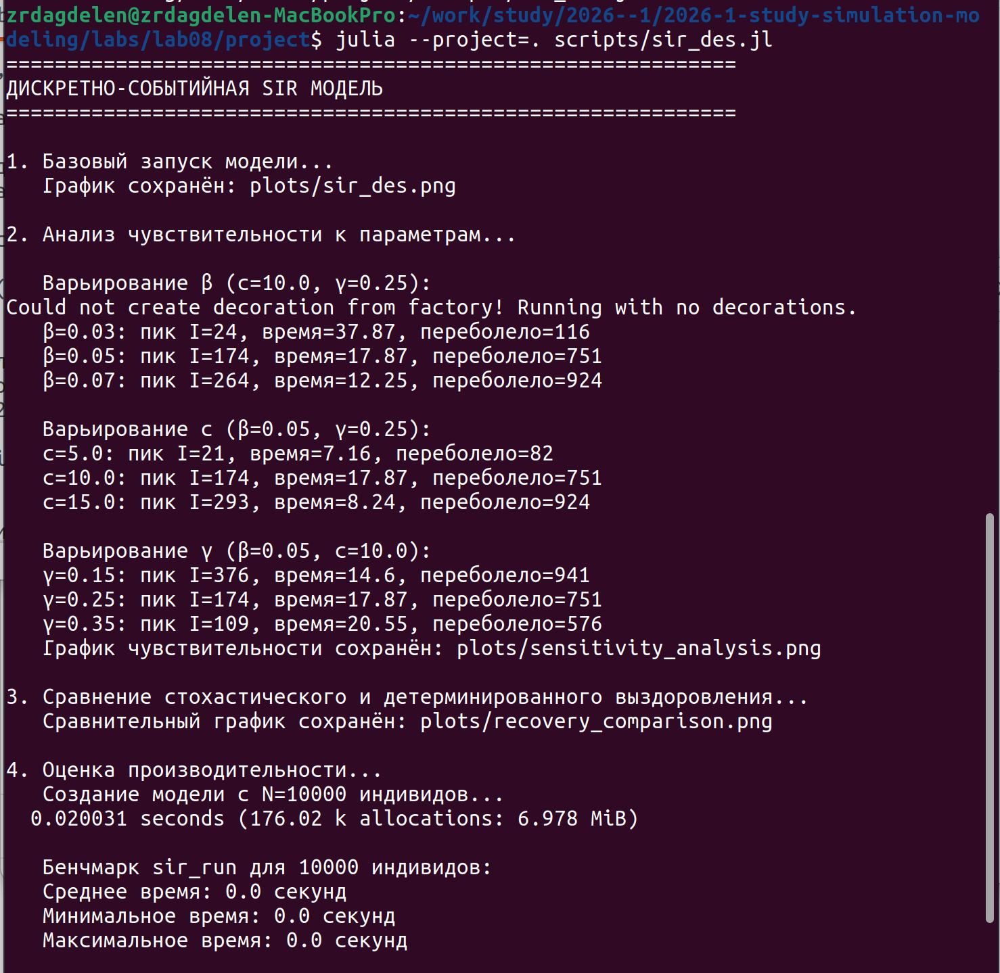 zrdagdelen@zrdagdelen-MacBookPro:~/work/study/2026--1/2026-1-study-simulation-mo
deling/labs/lab08/project$ julia --project=. scripts/sir_des.jl
============================================================
ДИСКРЕТНО-СОБЫТИЙНАЯ SIR МОДЕЛЬ
============================================================
1. Базовый запуск модели...
График сохранён: plots/sir_des.png
2. Анализ чувствительности к параметрам...
Варьирование β (c=10.0, γ=0.25):
Could not create decoration from factory! Running with no decorations.
β=0.03: пик I=24, время=37.87, переболело=116
β=0.05: пик I=174, время=17.87, переболело=751
β=0.07: пик I=264, время=12.25, переболело=924
Варьирование c (β=0.05, γ=0.25):
c=5.0: пик I=21, время=7.16, переболело=82
c=10.0: пик I=174, время=17.87, переболело=751
c=15.0: пик I=293, время=8.24, переболело=924
Варьирование γ (β=0.05, c=10.0):
γ=0.15: пик I=376, время=14.6, переболело=941
γ=0.25: пик I=174, время=17.87, переболело=751
γ=0.35: пик I=109, время=20.55, переболело=576
График чувствительности сохранён: plots/sensitivity_analysis.png
3. Сравнение стохастического и детерминированного выздоровления...
Сравнительный график сохранён: plots/recovery_comparison.png
4. Оценка производительности...
Создание модели с N=10000 индивидов...
0.020031 seconds (176.02 k allocations: 6.978 MiB)
Бенчмарк sir_run для 10000 индивидов:
Среднее время: 0.0 секунд
Минимальное время: 0.0 секунд
Максимальное время: 0.0 секунд